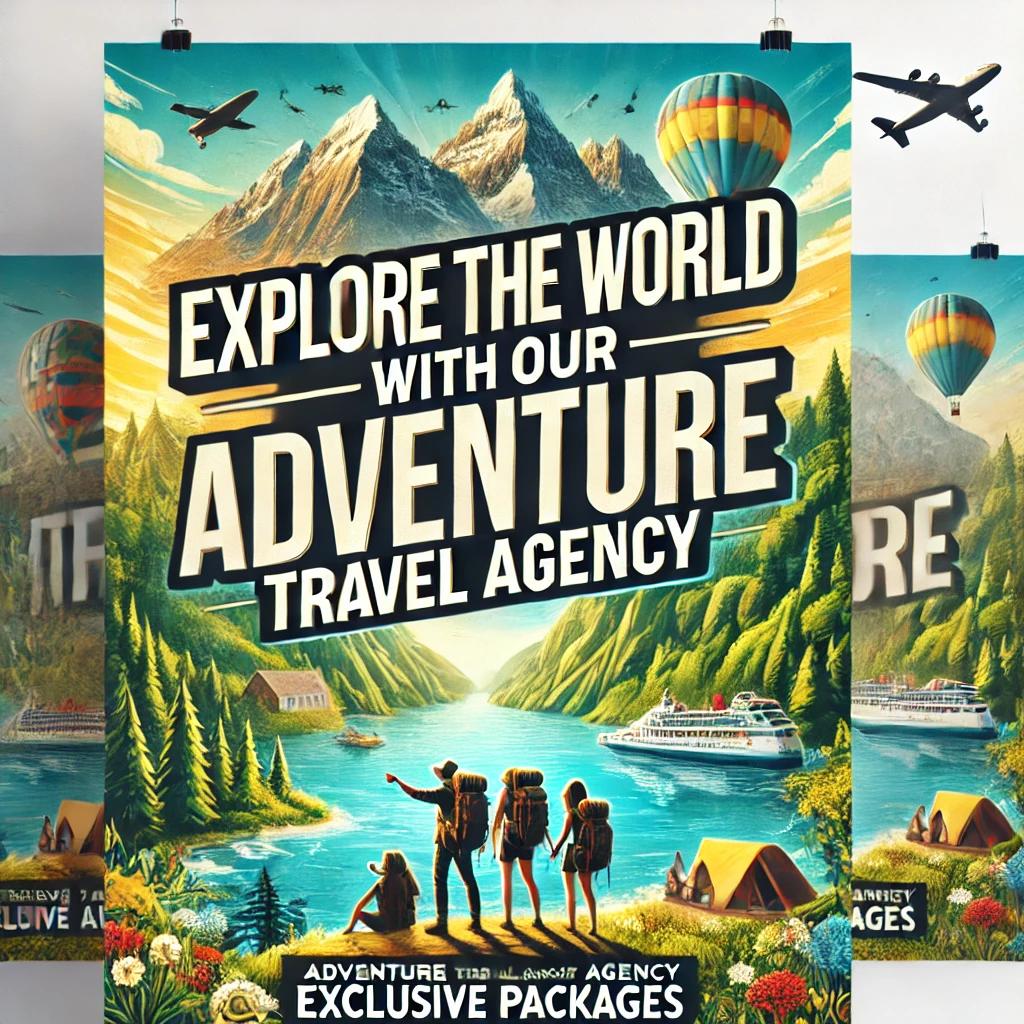 EXPLORE THE WORLD
WITH OUR
ADVENTURE
TRAVEL AGENCY
RE
ADVENTURE AGENCY
EXCLUSIVE PACKAGES
AGES